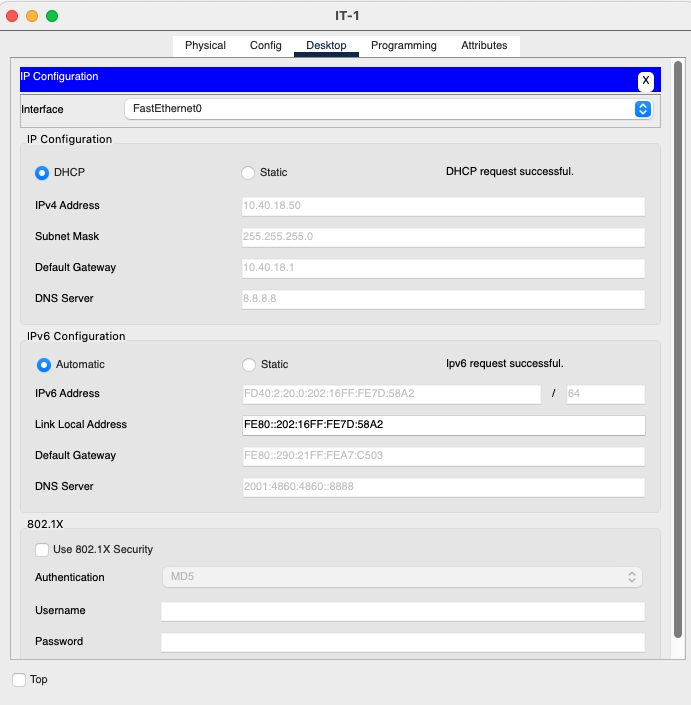 IT-1
Physical Config Desktop Programming Attributes
IP Configuration
X
Interface FastEthernet0
IP Configuration
DHCP Static DHCP request successful.
IPv4 Address 10.40.18.50
Subnet Mask 255.255.255.0
Default Gateway 10.40.18.1
DNS Server 8.8.8.8
IPv6 Configuration
Automatic Static Ipv6 request successful.
IPv6 Address FD40:2:20:0:202:16FF:FE7D:58A2 / 64
Link Local Address FE80::202:16FF:FE7D:58A2
Default Gateway FE80::290:21FF:FEA7:C503
DNS Server 2001:4860:4860::8888
802.1X
Use 802.1X Security
Authentication MD5
Username
Password
Top